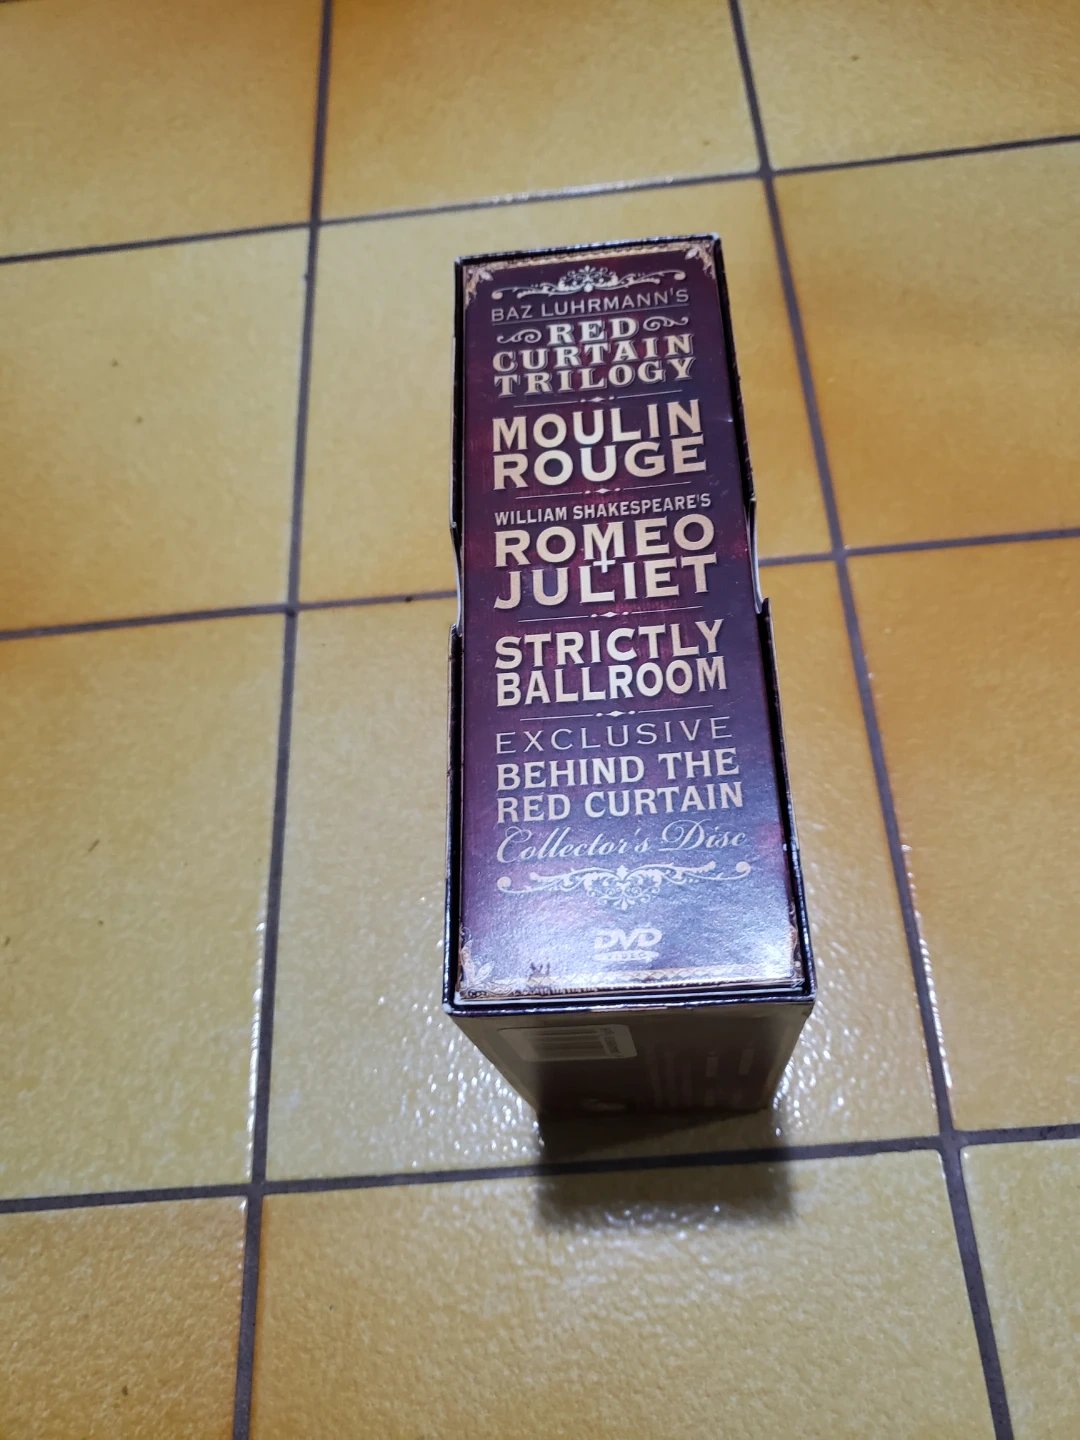 BAZ LUHRMANN'S
RED
CURTAIN
TRILOGY
MOULIN
ROUGE
WILLIAM SHAKESPEARE'S
ROMEO
+
JULIET
STRICTLY
BALLROOM
EXCLUSIVE
BEHIND THE
RED CURTAIN
Collector's Disc
DVD
VIDEO